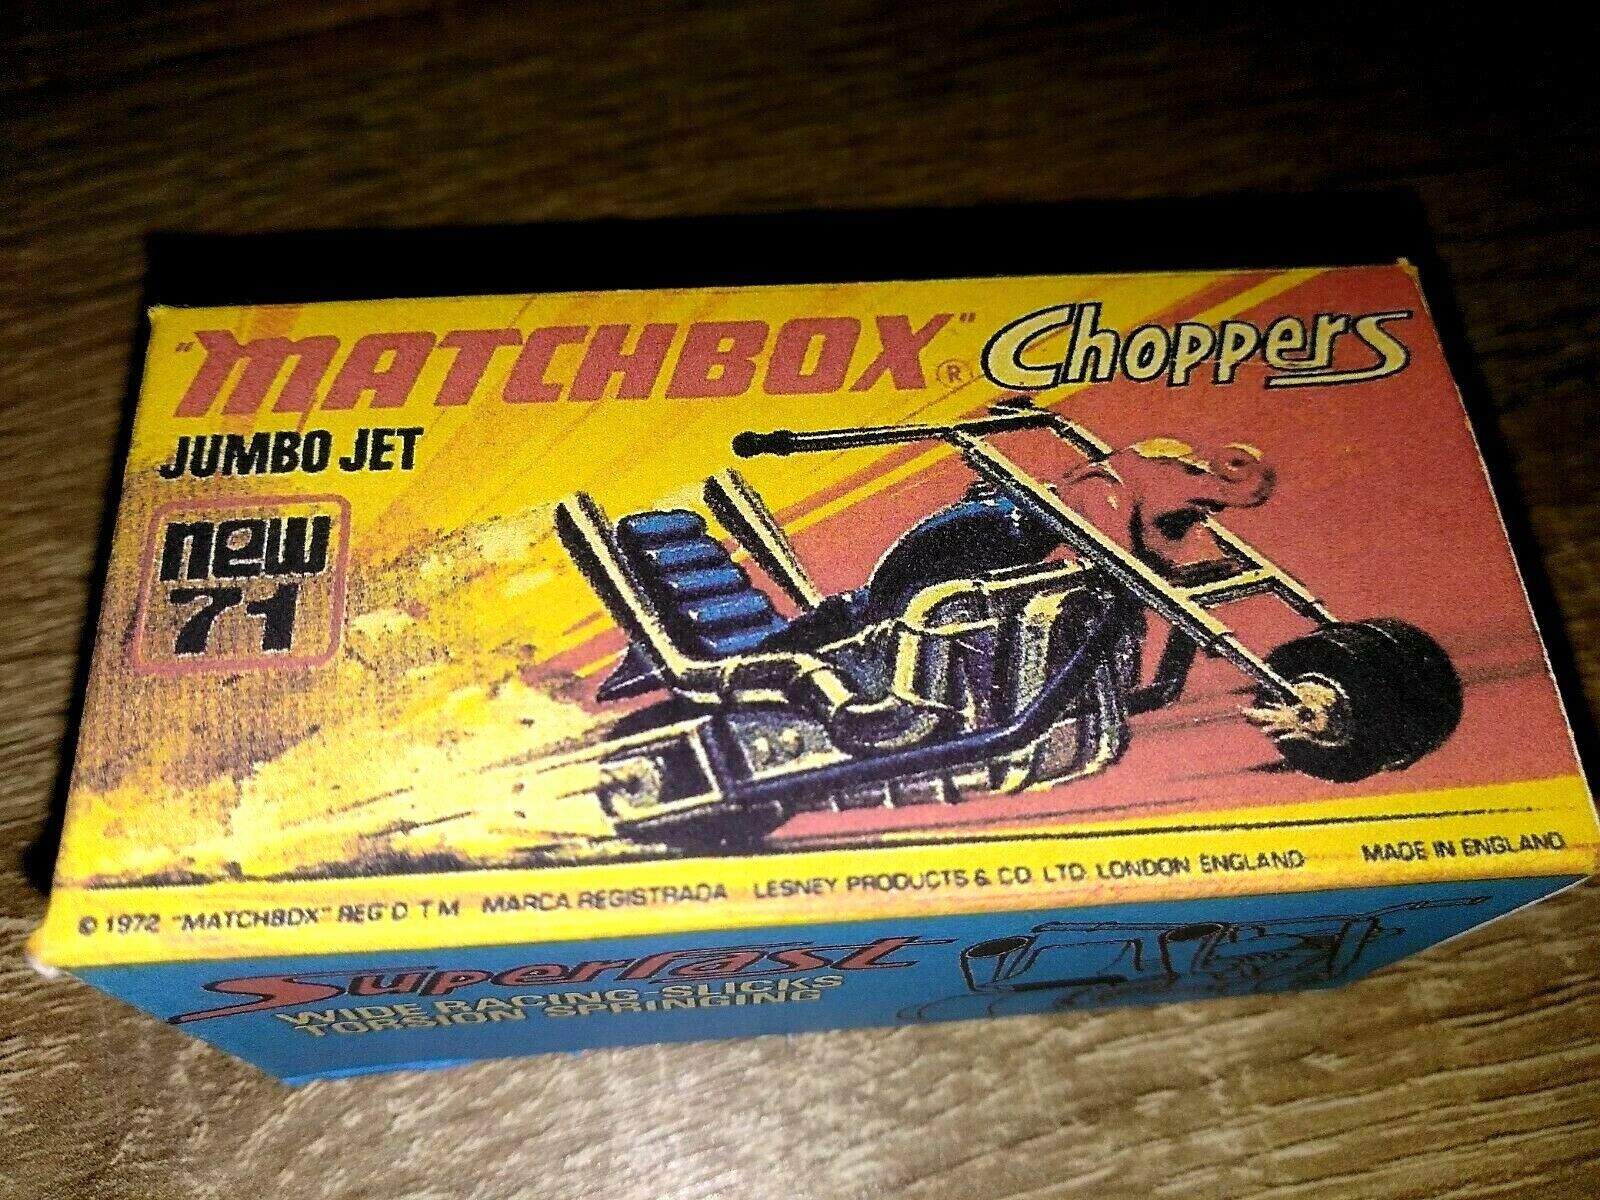 "MATCHBOX"® Choppers
JUMBO JET
new
71
© 1972 "MATCHBOX" REG'D T M MARCA REGISTRADA LESNEY PRODUCTS & CO LTD LONDON ENGLAND MADE IN ENGLAND
Superfast
WIDE RACING SLICKS
TORSION SPRINGING